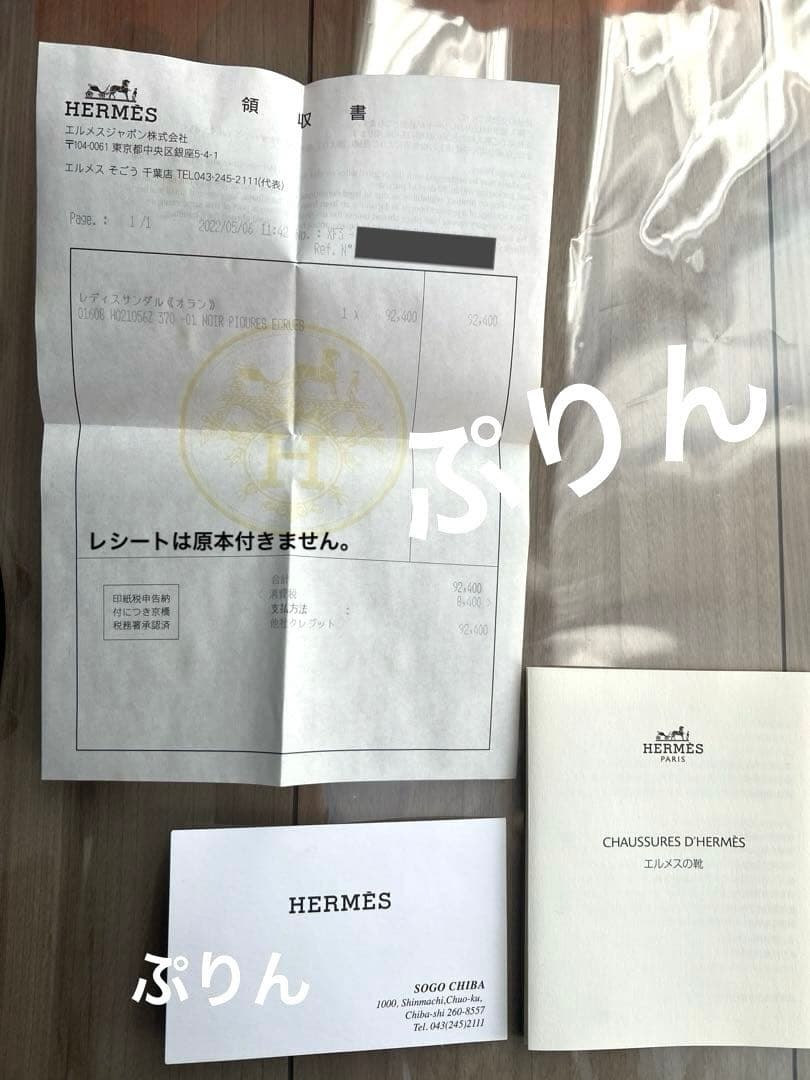 HERMÈS
領収書
エルメスジャポン株式会社
〒104-0061 東京都中央区銀座5-4-1
エルメス そごう 千葉店 TEL043-245-2111(代表)
Page. : 1/1 2022/05/06 11:42 No. : XF3
Ref. N°
レディスサンダル《オラン》
01608 H021056Z 370 -01 NOIR PIQURES ECRUES 1 X 92,400 92,400
H
ぷりん
レシートは原本付きません。
印紙税申告納
付につき京橋
税務署承認済
合計 92,400
消費税 8,400
支払方法 :
他社クレジット 92,400
HERMÈS
PARIS
CHAUSSURES D'HERMÈS
エルメスの靴
HERMÈS
ぷりん
SOGO CHIBA
1000, Shinmachi,Chuo-ku,
Chiba-shi 260-8557
Tel. 043(245)2111